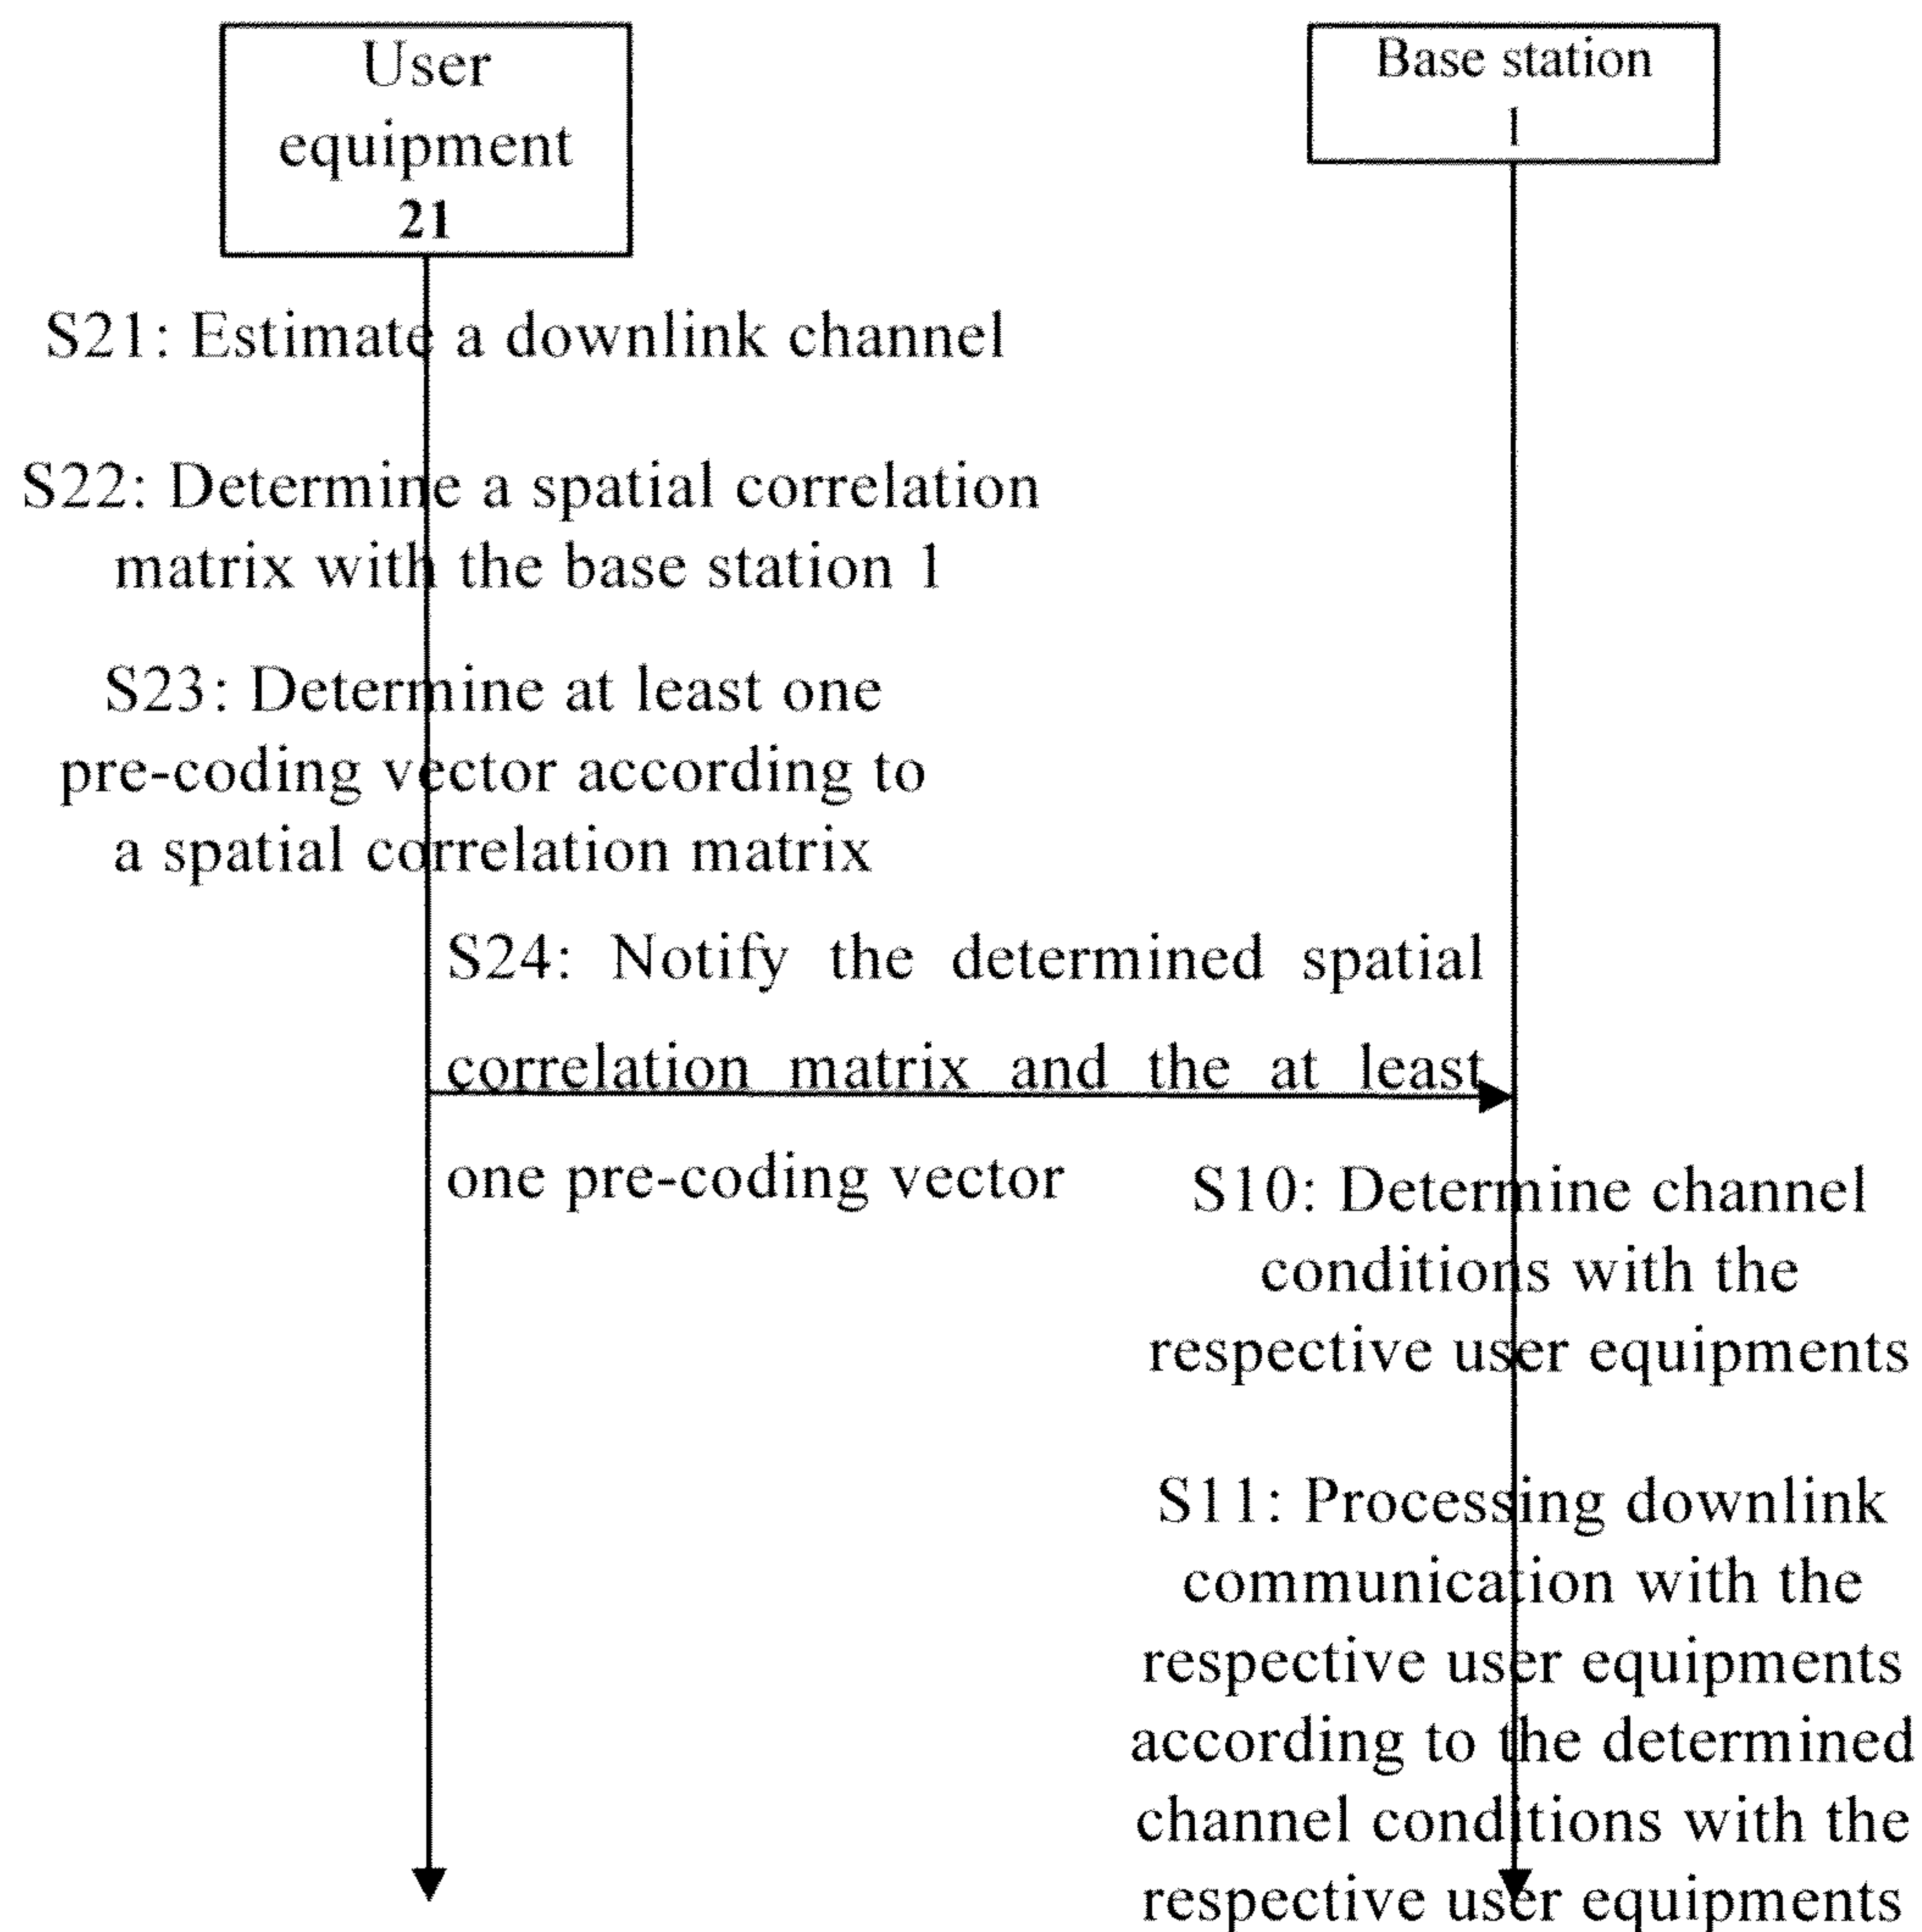 User
equipment
21
Base station
1
S21: Estimate a downlink channel
S22: Determine a spatial correlation
matrix with the base station 1
S23: Determine at least one
pre-coding vector according to
a spatial correlation matrix
S24: Notify the determined spatial
correlation matrix and the at least
one pre-coding vector
S10: Determine channel
conditions with the
respective user equipments
S11: Processing downlink
communication with the
respective user equipments
according to the determined
channel conditions with the
respective user equipments